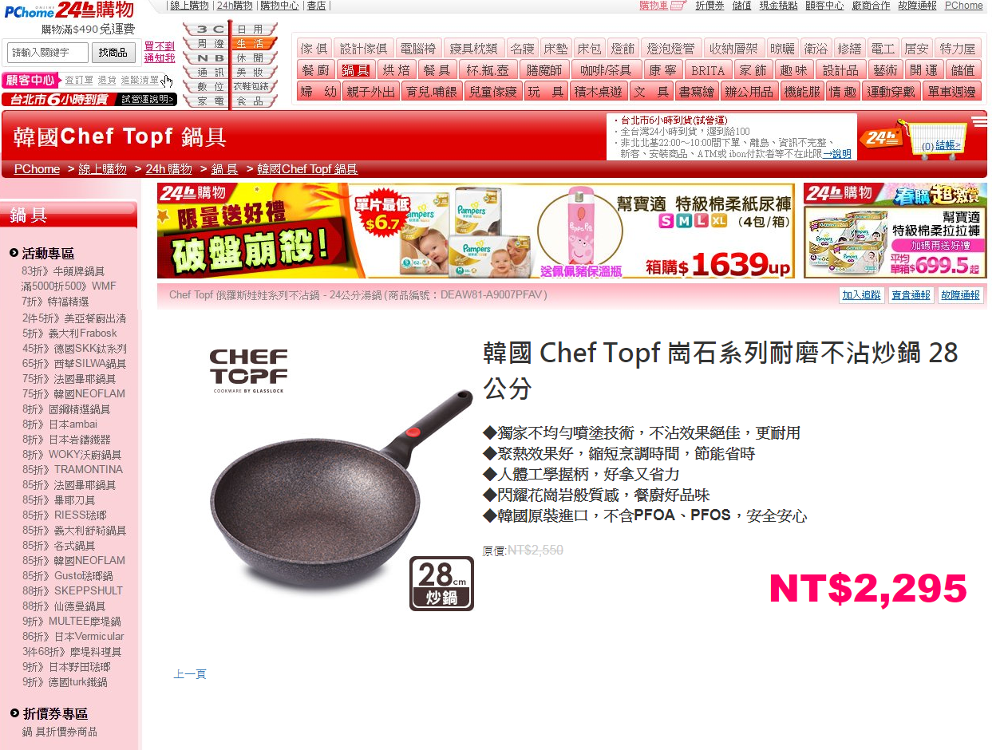 PChome ONLINE 24h購物
購物滿$490免運費
請輸入關鍵字 找商品
買不到
通知我
顧客中心 查訂單 退貨 追蹤清單
台北市6小時到貨 試營運說明>
3 C 日 用
周 邊 生 活
N B 休 閒
通 訊 美 妝
數 位 衣鞋包錶
家 電 食 品
| 線上購物 | 24h購物 | 購物中心 | 書店 |
購物車 折價券 儲值 現金積點 顧客中心 廠商合作 故障通報 PChome
傢 俱 設計傢俱 電腦椅 寢具枕類 名寢 床墊 床包 燈飾 燈泡燈管 收納層架 晾曬 衛浴 修繕 電工 居安 特力屋
餐 廚 鍋 具 烘 焙 餐 具 杯.瓶.壺 膳魔師 咖啡/茶具 康 寧 BRITA 家 飾 趣 味 設計品 藝術 開 運 儲值
婦 幼 親子外出 育兒.哺餵 兒童傢寢 玩 具 積木桌遊 文 具 書寫繪 辦公用品 機能服 情 趣 運動穿戴 單車週邊
韓國Chef Topf 鍋具
・台北市6小時到貨(試營運)
・全台灣24小時到貨，遲到給100
・非北北基22:00～10:00間下單、離島、資訊不完整、
新客、安裝商品、ATM或 ibon付款者等不在此限 →說明
24h (0) 結帳>
PChome > 線上購物 > 24h 購物 > 鍋 具 > 韓國Chef Topf 鍋具
鍋 具
活動專區
83折》牛頭牌鍋具
滿5000折500》WMF
7折》特福精選
2件5折》美亞餐廚出清
5折》義大利Frabosk
45折》德國SKK鈦系列
65折》西華SILWA鍋具
75折》法國畢耶鍋具
75折》韓國NEOFLAM
8折》固鋼精選鍋具
8折》日本ambai
8折》日本岩鑄鐵器
8折》WOKY沃廚鍋具
85折》TRAMONTINA
85折》法國畢耶鍋具
85折》畢耶刀具
85折》RIESS琺瑯
85折》義大利舒莉鍋具
85折》各式鍋具
85折》韓國NEOFLAM
85折》Gusto琺瑯鍋
88折》SKEPPSHULT
88折》仙德曼鍋具
9折》MULTEE摩堤鍋
86折》日本Vermicular
3件68折》摩堤料理具
9折》日本野田琺瑯
9折》德國turk鐵鍋
折價券專區
鍋 具折價券商品
24h購物
限量送好禮
破盤崩殺!
單片最低
$6.7
Pampers
幫寶適 特級棉柔紙尿褲
S M L XL (4包/箱)
送佩佩豬保溫瓶
箱購$1639up
24h購物 春購超激賞
幫寶適
特級棉柔拉拉褲
加碼再送好禮
平均
單箱$699.5起
Chef Topf 俄羅斯娃娃系列不沾鍋 - 24公分湯鍋 (商品編號：DEAW81-A9007PFAV)
加入追蹤 賣貴通報 故障通報
CHEF
TOPF
COOKWARE BY GLASSLOCK
28cm
炒鍋
韓國 Chef Topf 崗石系列耐磨不沾炒鍋 28
公分
◆獨家不均勻噴塗技術，不沾效果絕佳，更耐用
◆聚熱效果好，縮短烹調時間，節能省時
◆人體工學握柄，好拿又省力
◆閃耀花崗岩般質感，餐廚好品味
◆韓國原裝進口，不含PFOA、PFOS，安全安心
原價:NT$2,550
NT$2,295
上一頁